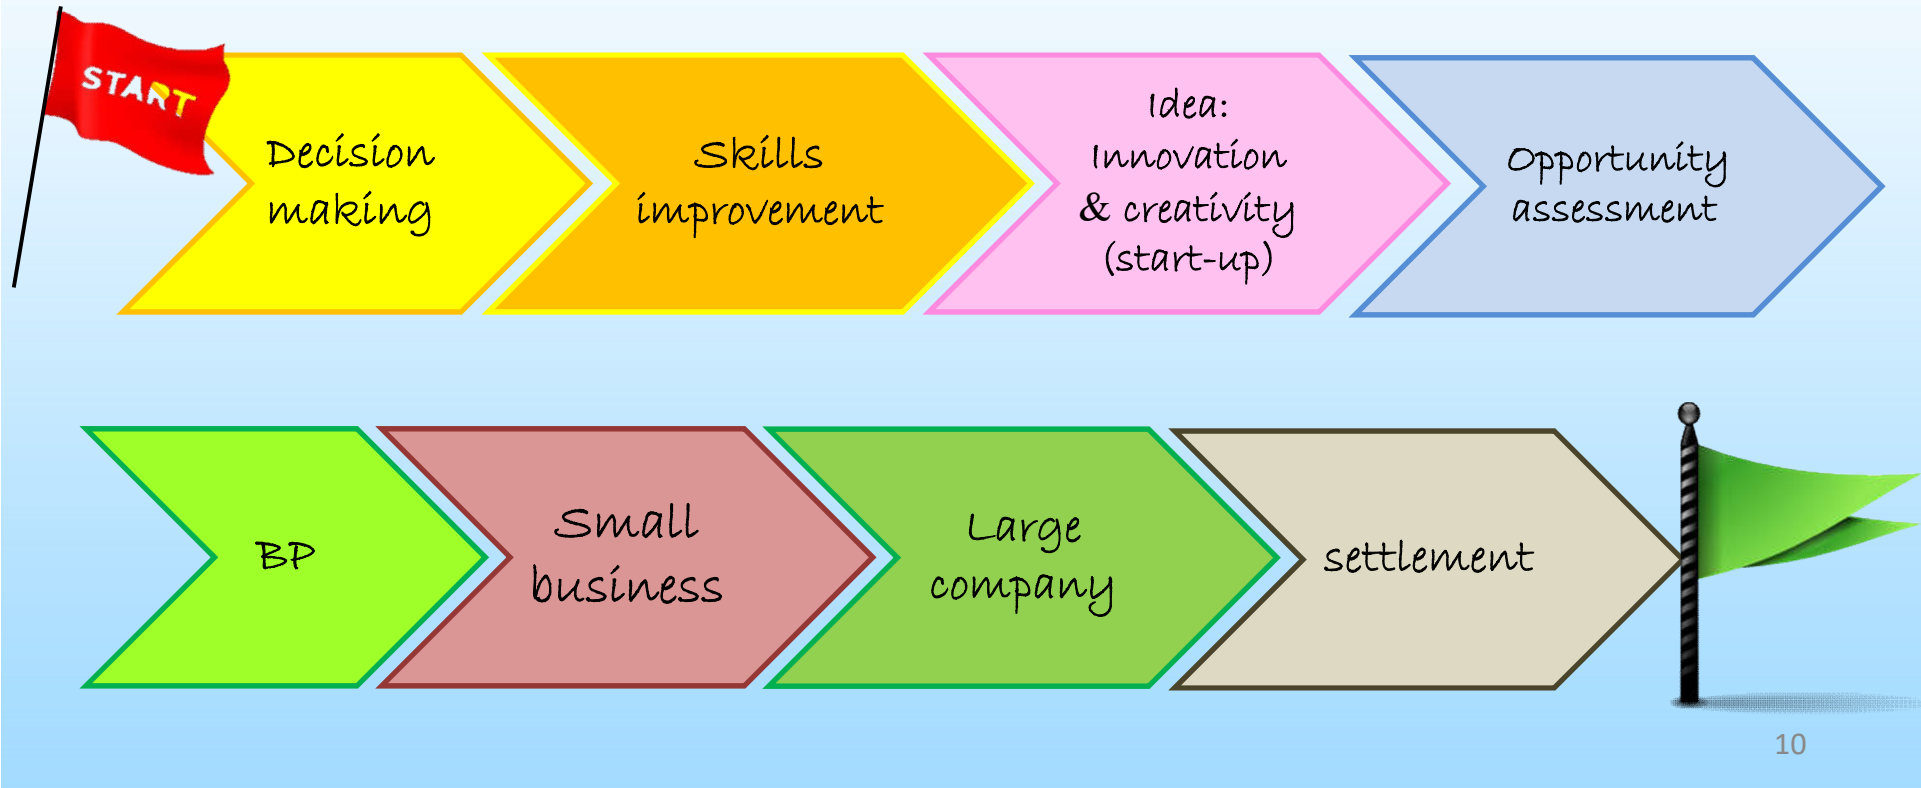 START
Decision
making
Skills
improvement
Idea:
Innovation
& creativity
(start-up)
Opportunity
assessment
BP
Small
business
Large
company
settlement
10